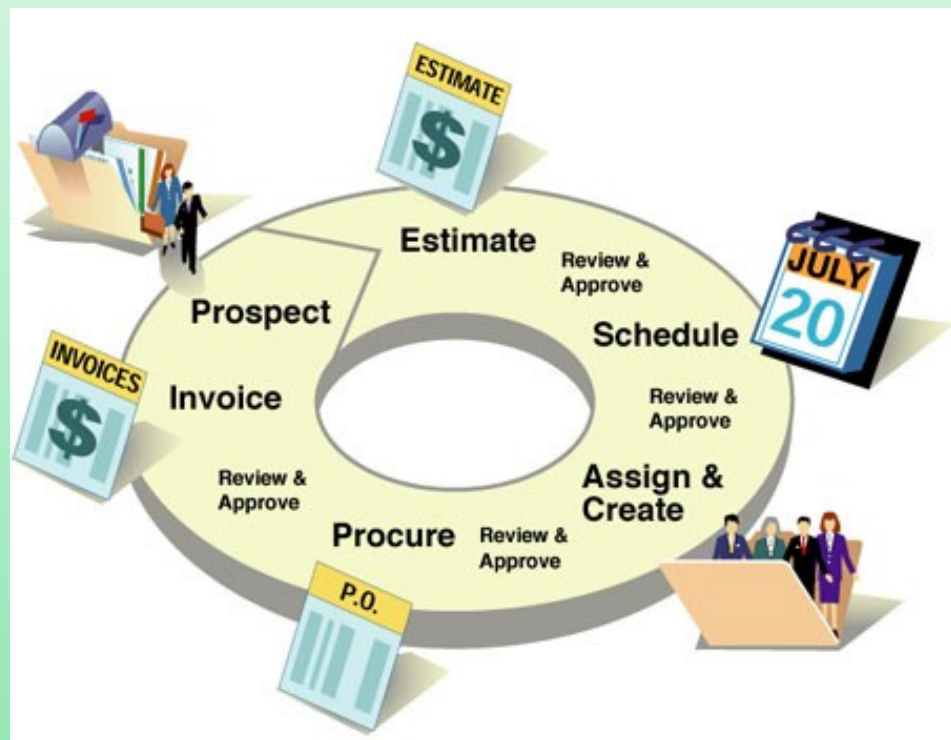 ESTIMATE
$
Estimate
Review &
Approve
JULY
20
Schedule
Review &
Approve
Assign &
Create
Review &
Approve
Procure
P.O.
Review &
Approve
Invoice
INVOICES
$
Prospect